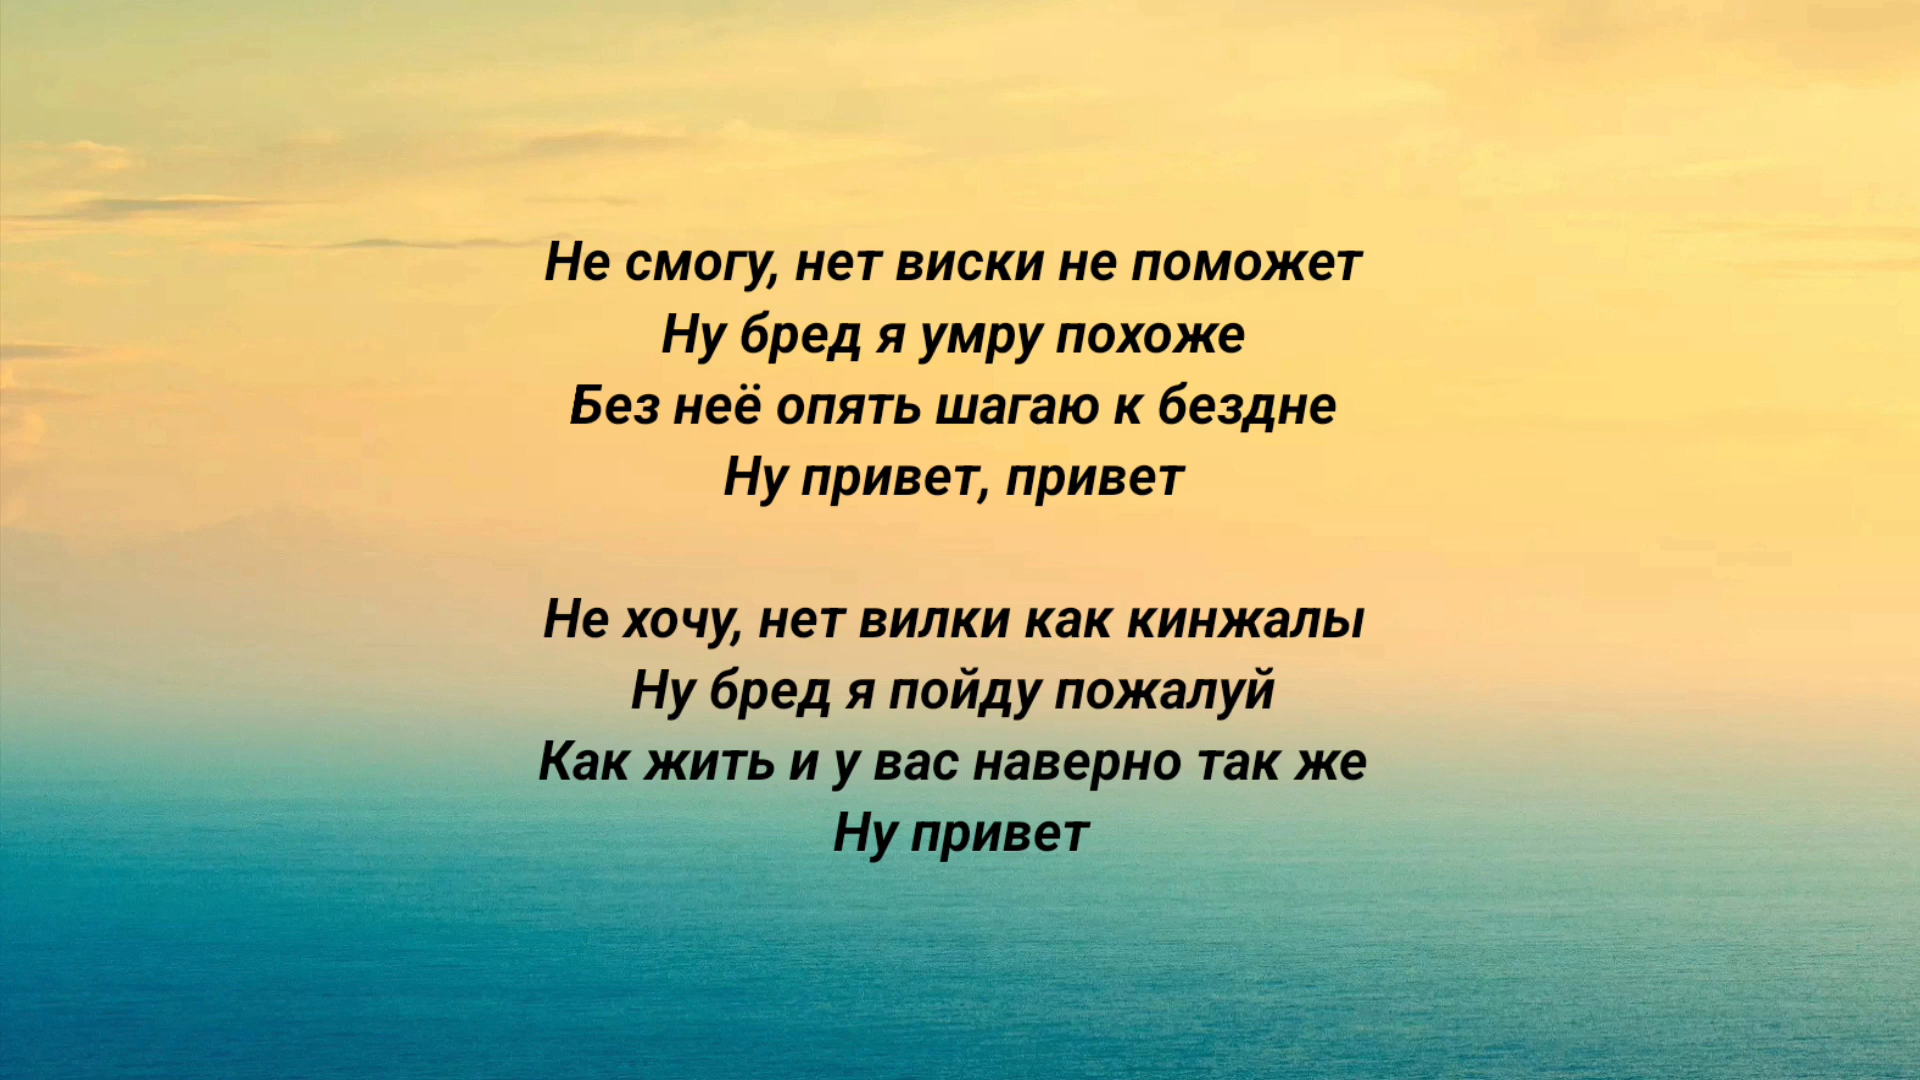 Не смогу, нет виски не поможет
Ну бред я умру похоже
Без неё опять шагаю к бездне
Ну привет, привет
Не хочу, нет вилки как кинжалы
Ну бред я пойду пожалуй
Как жить и у вас наверно так же
Ну привет